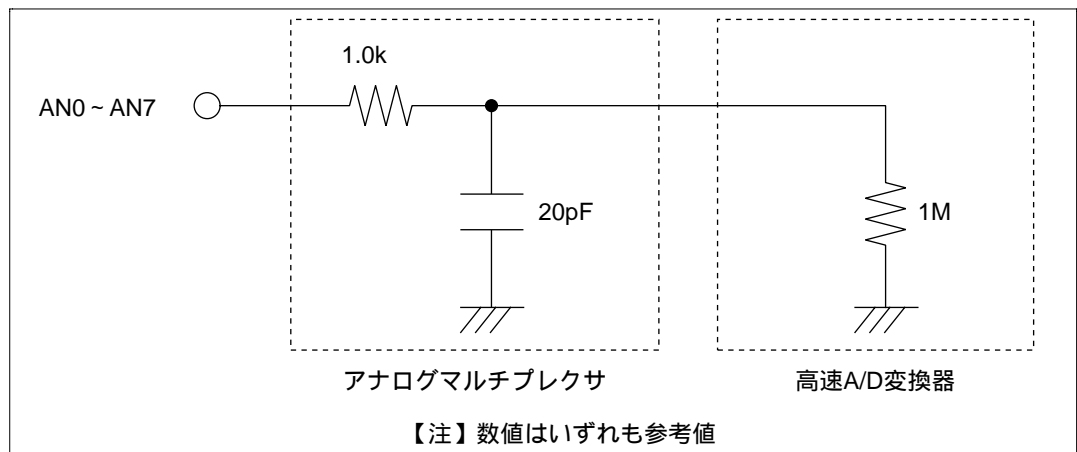 1.0k
AN0 ~ AN7
20pF
1M
アナログマルチプレクサ
高速A/D変換器
【注】数値はいずれも参考値